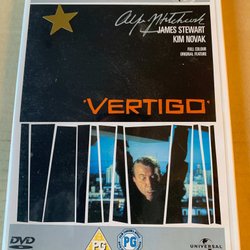 Alfred Hitchcock
JAMES STEWART
KIM NOVAK
FULL COLOUR
ORIGINAL FEATURE
VERTIGO
DVD
PG
PG
UNIVERSAL